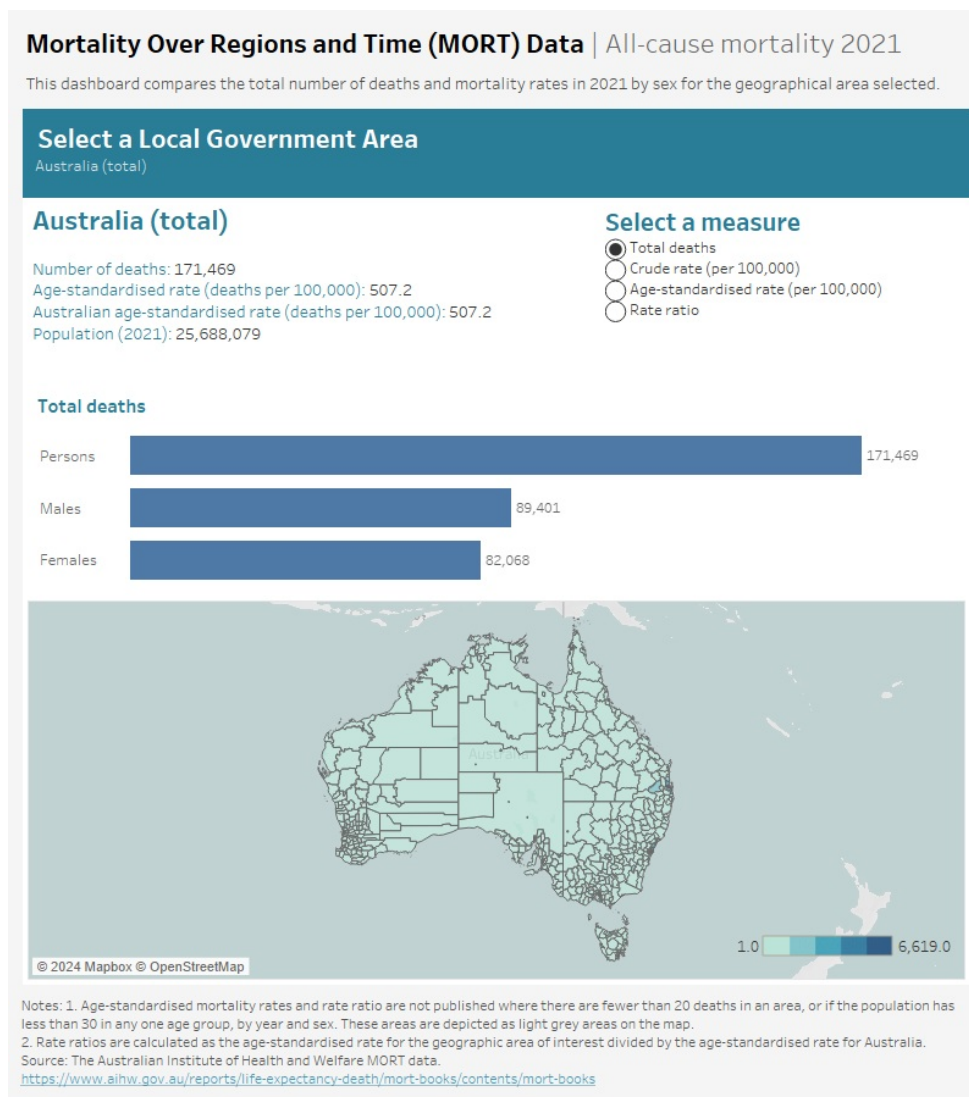 Mortality Over Regions and Time (MORT) Data | All-cause mortality 2021
This dashboard compares the total number of deaths and mortality rates in 2021 by sex for the geographical area selected.
Select a Local Government Area
Australia (total)
Australia (total)
Number of deaths: 171,469
Age-standardised rate (deaths per 100,000): 507.2
Australian age-standardised rate (deaths per 100,000): 507.2
Population (2021): 25,688,079
Select a measure
Total deaths
Crude rate (per 100,000)
Age-standardised rate (per 100,000)
Rate ratio
Total deaths
Persons 171,469
Males 89,401
Females 82,068
Australia
1.0 6,619.0
© 2024 Mapbox © OpenStreetMap
Notes: 1. Age-standardised mortality rates and rate ratio are not published where there are fewer than 20 deaths in an area, or if the population has
less than 30 in any one age group, by year and sex. These areas are depicted as light grey areas on the map.
2. Rate ratios are calculated as the age-standardised rate for the geographic area of interest divided by the age-standardised rate for Australia.
Source: The Australian Institute of Health and Welfare MORT data.
https://www.aihw.gov.au/reports/life-expectancy-death/mort-books/contents/mort-books